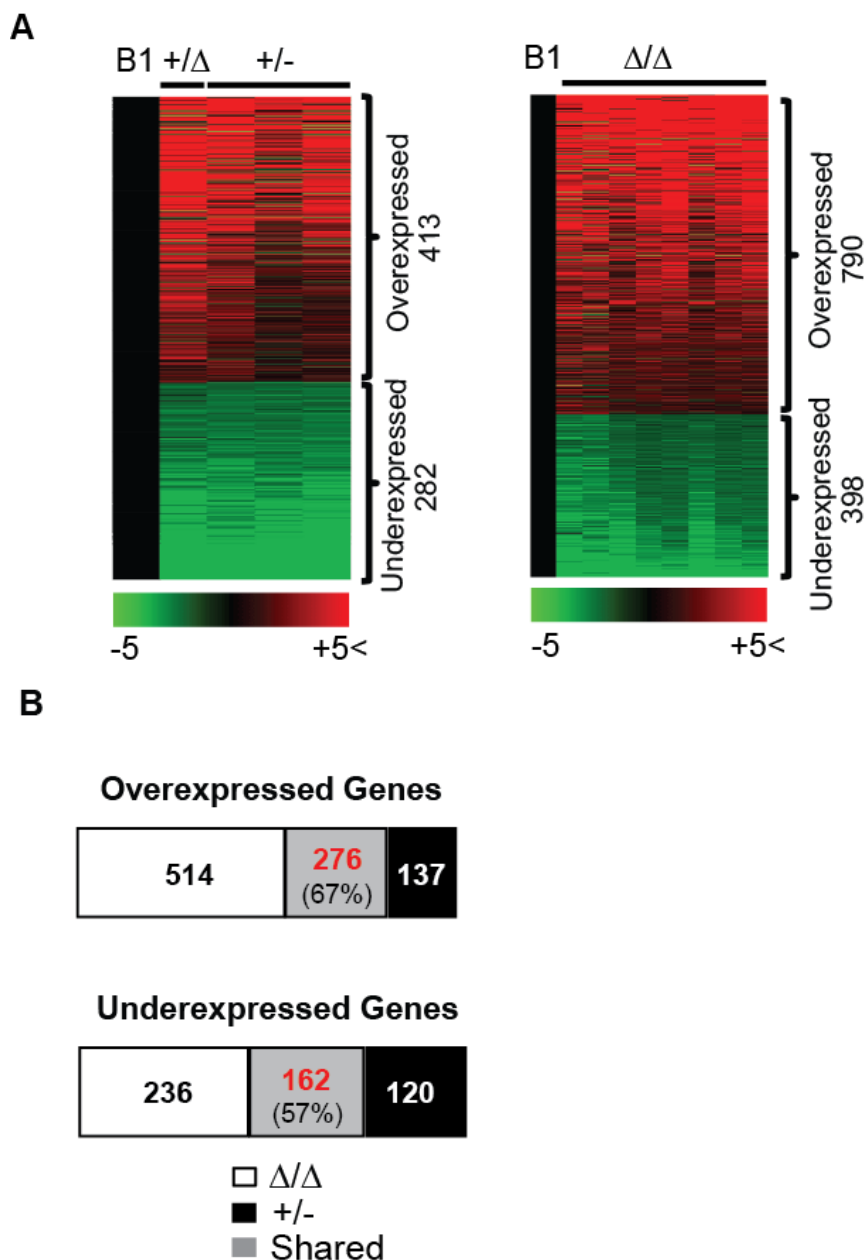 A
B1 +/Δ +/-
Overexpressed
413
Underexpressed
282
-5 +5<
B1 Δ/Δ
Overexpressed
790
Underexpressed
398
-5 +5<
B
Overexpressed Genes
514 276 137
(67%)
Underexpressed Genes
236 162 120
(57%)
Δ/Δ
+/-
Shared